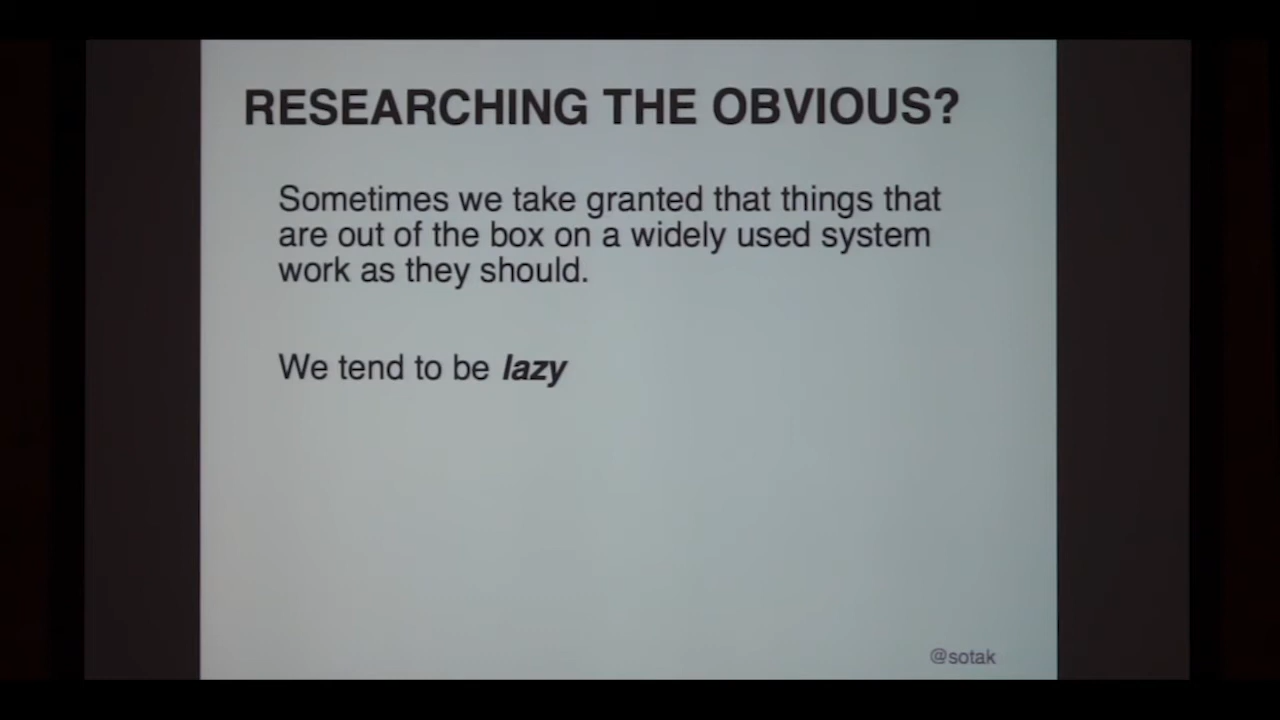 RESEARCHING THE OBVIOUS?
Sometimes we take granted that things that
are out of the box on a widely used system
work as they should.
We tend to be lazy
@sotak